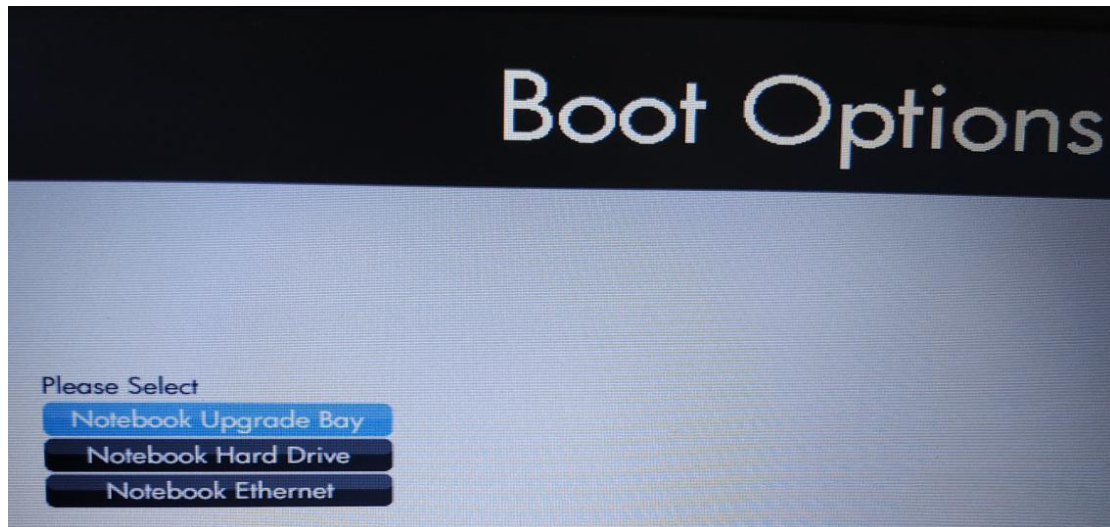 Boot Options
Please Select
Notebook Upgrade Bay
Notebook Hard Drive
Notebook Ethernet